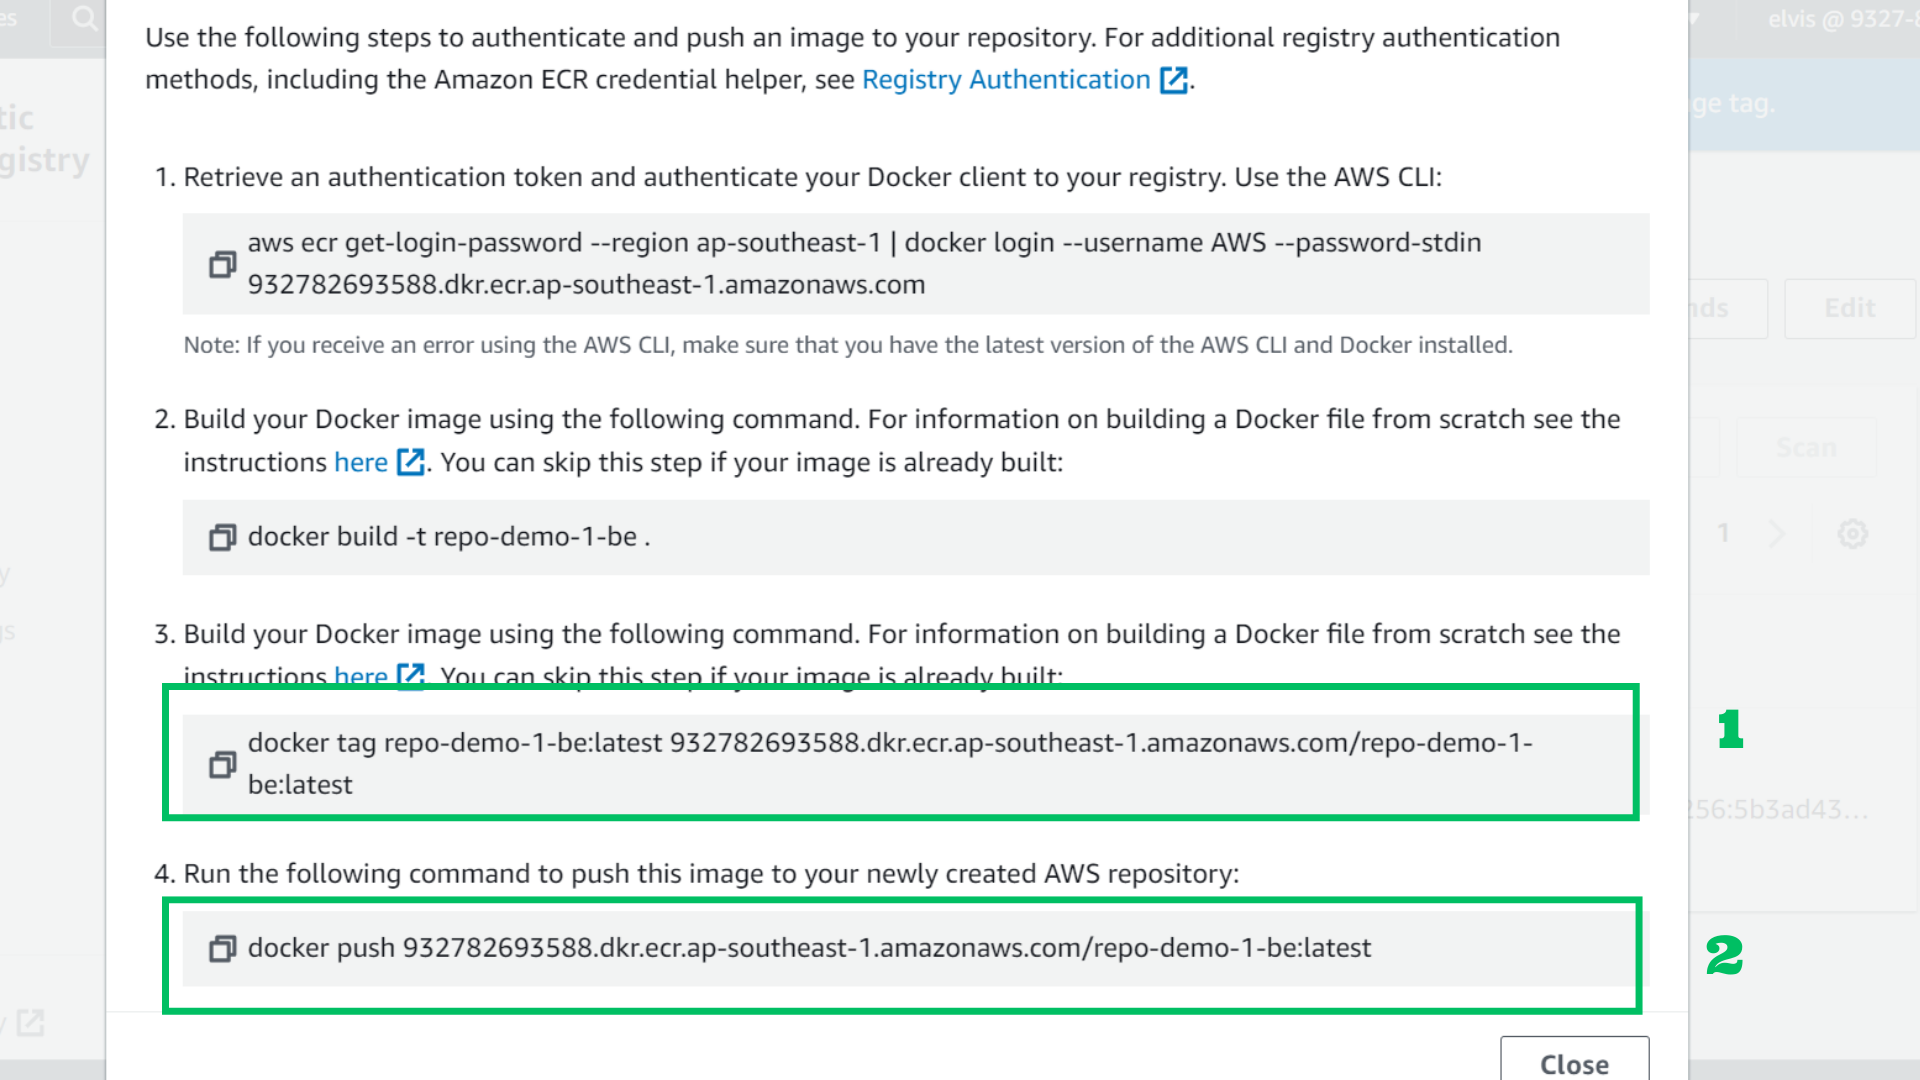 es
elvis @ 9327-8
Use the following steps to authenticate and push an image to your repository. For additional registry authentication
methods, including the Amazon ECR credential helper, see Registry Authentication.
tic
gistry
ge tag.
1. Retrieve an authentication token and authenticate your Docker client to your registry. Use the AWS CLI:
aws ecr get-login-password --region ap-southeast-1 | docker login --username AWS --password-stdin
932782693588.dkr.ecr.ap-southeast-1.amazonaws.com
nds
Edit
Note: If you receive an error using the AWS CLI, make sure that you have the latest version of the AWS CLI and Docker installed.
2. Build your Docker image using the following command. For information on building a Docker file from scratch see the
instructions here. You can skip this step if your image is already built:
Scan
docker build -t repo-demo-1-be .
1
y
gs
3. Build your Docker image using the following command. For information on building a Docker file from scratch see the
instructions here. You can skip this step if your image is already built:
docker tag repo-demo-1-be:latest 932782693588.dkr.ecr.ap-southeast-1.amazonaws.com/repo-demo-1-
be:latest
1
256:5b3ad43...
4. Run the following command to push this image to your newly created AWS repository:
docker push 932782693588.dkr.ecr.ap-southeast-1.amazonaws.com/repo-demo-1-be:latest
2
y
Close